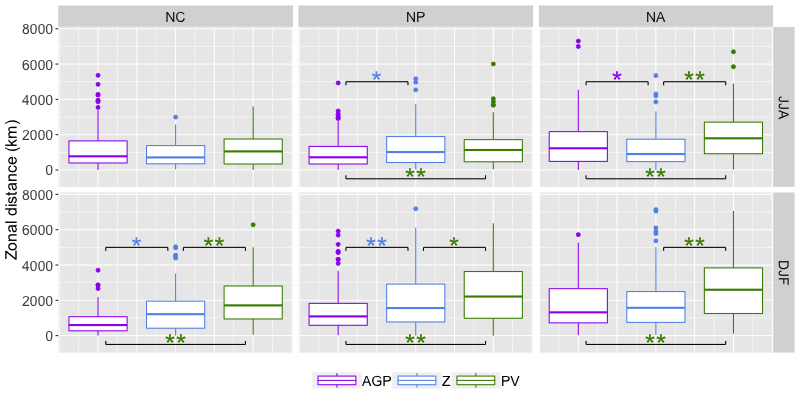 NC NP NA
8000
6000
4000
2000
0
JJA
* ** * ** **
8000
6000
4000
2000
0
DJF
* ** ** ** * ** ** **
Zonal distance (km)
AGP Z PV